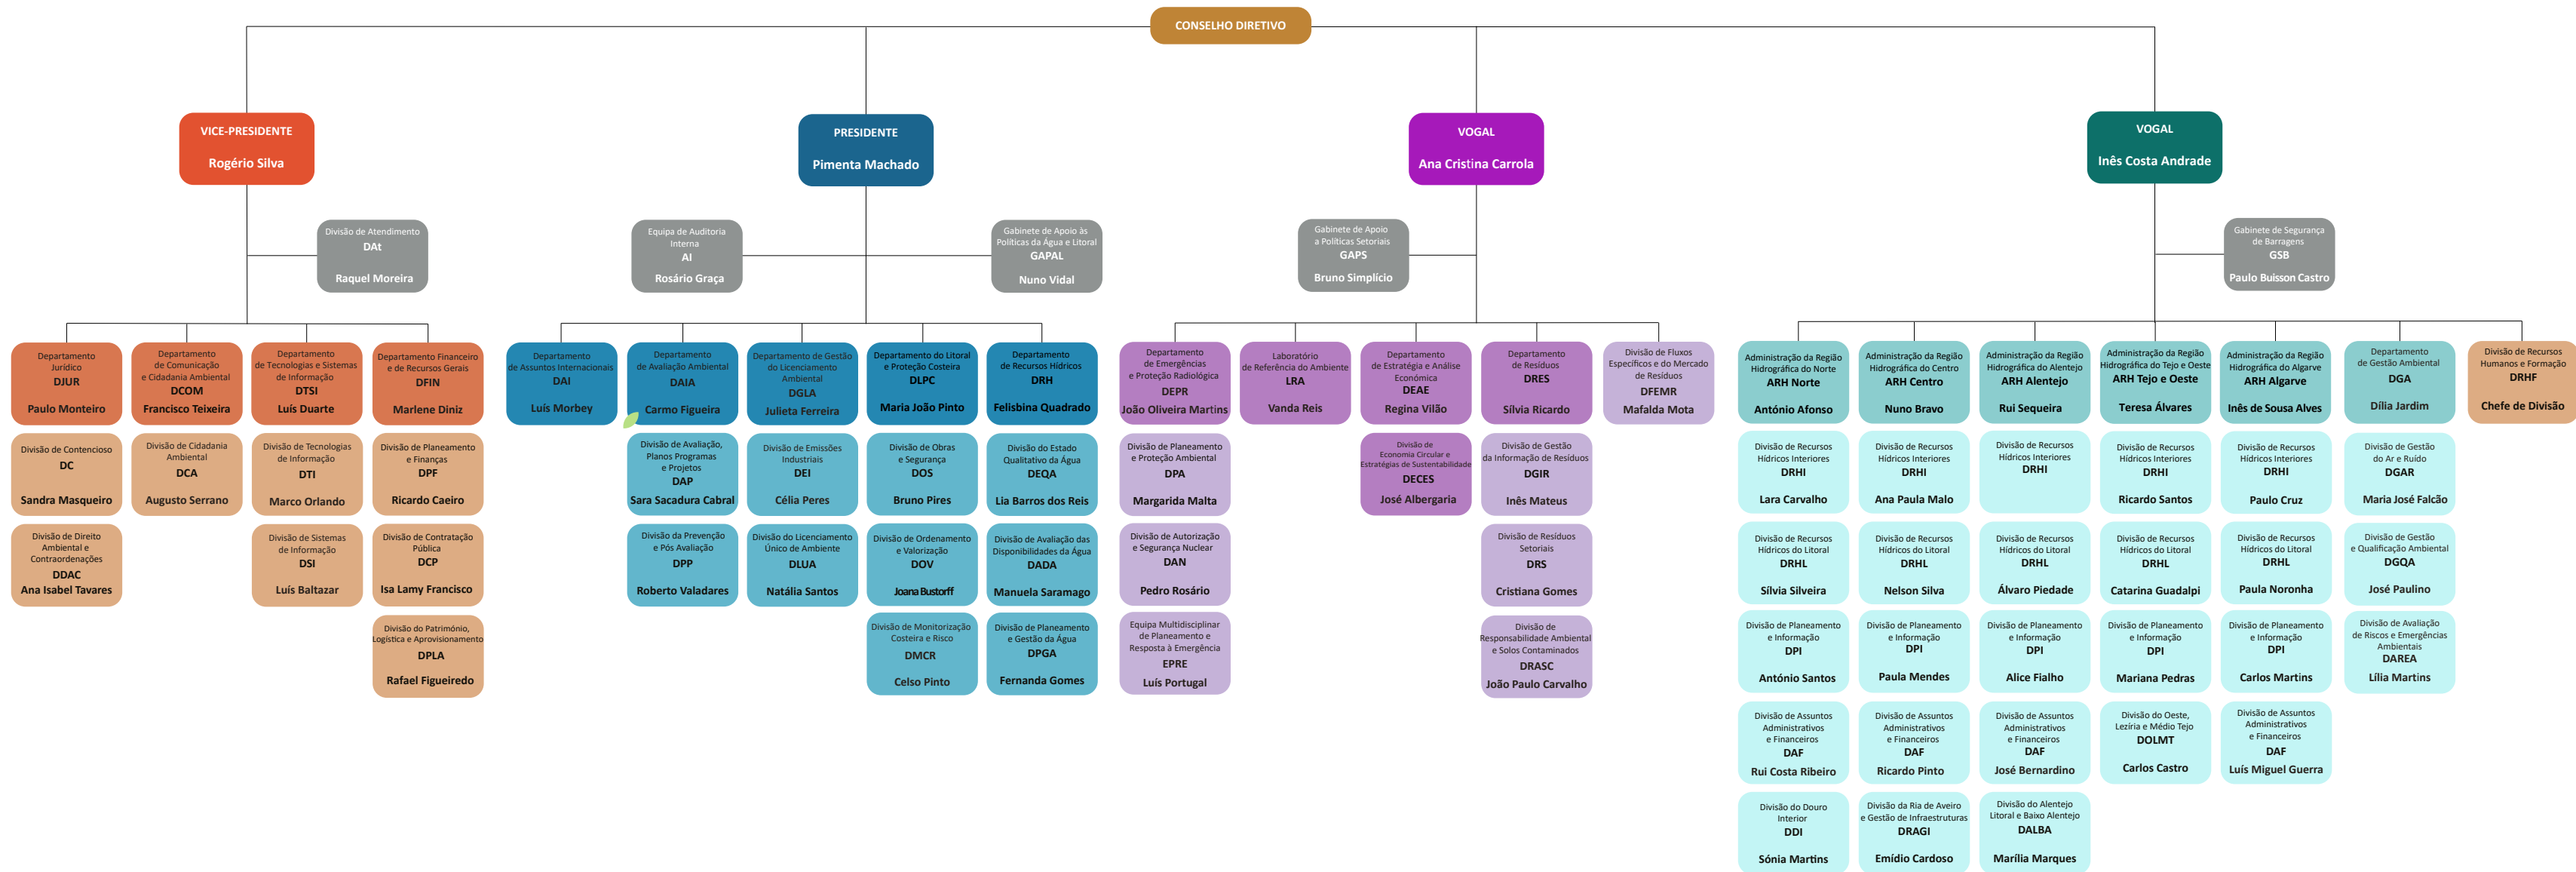 CONSELHO DIRETIVO
VICE-PRESIDENTE
Rogério Silva
PRESIDENTE
Pimenta Machado
VOGAL
Ana Cristina Carrola
VOGAL
Inês Costa Andrade
Divisão de Atendimento
DAt
Raquel Moreira
Equipa de Auditoria
Interna
AI
Rosário Graça
Gabinete de Apoio às
Políticas da Água e Litoral
GAPAL
Nuno Vidal
Gabinete de Apoio
a Políticas Setoriais
GAPS
Bruno Simplício
Gabinete de Segurança
de Barragens
GSB
Paulo Buisson Castro
Departamento
Jurídico
DJUR
Paulo Monteiro
Divisão de Contencioso
DC
Sandra Masqueiro
Divisão de Direito
Ambiental e
Contraordenações
DDAC
Ana Isabel Tavares
Departamento
de Comunicação
e Cidadania Ambiental
DCOM
Francisco Teixeira
Divisão de Cidadania
Ambiental
DCA
Augusto Serrano
Departamento
de Tecnologias e Sistemas
de Informação
DTSI
Luís Duarte
Divisão de Tecnologias
de Informação
DTI
Marco Orlando
Divisão de Sistemas
de Informação
DSI
Luís Baltazar
Departamento Financeiro
e de Recursos Gerais
DFIN
Marlene Diniz
Divisão de Planeamento
e Finanças
DPF
Ricardo Caeiro
Divisão de Contratação
Pública
DCP
Isa Lamy Francisco
Divisão do Património,
Logística e Aprovisionamento
DPLA
Rafael Figueiredo
Departamento
de Assuntos Internacionais
DAI
Luís Morbey
Departamento
de Avaliação Ambiental
DAIA
Carmo Figueira
Divisão de Avaliação,
Planos Programas
e Projetos
DAP
Sara Sacadura Cabral
Divisão da Prevenção
e Pós Avaliação
DPP
Roberto Valadares
Departamento de Gestão
do Licenciamento
Ambiental
DGLA
Julieta Ferreira
Divisão de Emissões
Industriais
DEI
Célia Peres
Divisão do Licenciamento
Único de Ambiente
DLUA
Natália Santos
Departamento do Litoral
e Proteção Costeira
DLPC
Maria João Pinto
Divisão de Obras
e Segurança
DOS
Bruno Pires
Divisão de Ordenamento
e Valorização
DOV
Joana Bustorff
Divisão de Monitorização
Costeira e Risco
DMCR
Celso Pinto
Departamento
de Recursos Hídricos
DRH
Felisbina Quadrado
Divisão do Estado
Qualitativo da Água
DEQA
Lia Barros dos Reis
Divisão de Avaliação das
Disponibilidades da Água
DADA
Manuela Saramago
Divisão de Planeamento
e Gestão da Água
DPGA
Fernanda Gomes
Departamento
de Emergências
e Proteção Radiológica
DEPR
João Oliveira Martins
Divisão de Planeamento
e Proteção Ambiental
DPA
Margarida Malta
Divisão de Autorização
e Segurança Nuclear
DAN
Pedro Rosário
Equipa Multidisciplinar
de Planeamento e
Resposta à Emergência
EPRE
Luís Portugal
Laboratório
de Referência do Ambiente
LRA
Vanda Reis
Departamento
de Estratégia e Análise
Económica
DEAE
Regina Vilão
Divisão de
Economia Circular e
Estratégias de Sustentabilidade
DECES
José Albergaria
Departamento
de Resíduos
DRES
Sílvia Ricardo
Divisão de Gestão
da Informação de Resíduos
DGIR
Inês Mateus
Divisão de Resíduos
Setoriais
DRS
Cristiana Gomes
Divisão de
Responsabilidade Ambiental
e Solos Contaminados
DRASC
João Paulo Carvalho
Divisão de Fluxos
Específicos e do Mercado
de Resíduos
DFEMR
Mafalda Mota
Administração da Região
Hidrográfica do Norte
ARH Norte
António Afonso
Divisão de Recursos
Hídricos Interiores
DRHI
Lara Carvalho
Divisão de Recursos
Hídricos do Litoral
DRHL
Sílvia Silveira
Divisão de Planeamento
e Informação
DPI
António Santos
Divisão de Assuntos
Administrativos
e Financeiros
DAF
Rui Costa Ribeiro
Divisão do Douro
Interior
DDI
Sónia Martins
Administração da Região
Hidrográfica do Centro
ARH Centro
Nuno Bravo
Divisão de Recursos
Hídricos Interiores
DRHI
Ana Paula Malo
Divisão de Recursos
Hídricos do Litoral
DRHL
Nelson Silva
Divisão de Planeamento
e Informação
DPI
Paula Mendes
Divisão de Assuntos
Administrativos
e Financeiros
DAF
Ricardo Pinto
Divisão da Ria de Aveiro
e Gestão de Infraestruturas
DRAGI
Emídio Cardoso
Administração da Região
Hidrográfica do Alentejo
ARH Alentejo
Rui Sequeira
Divisão de Recursos
Hídricos Interiores
DRHI
Divisão de Recursos
Hídricos do Litoral
DRHL
Álvaro Piedade
Divisão de Planeamento
e Informação
DPI
Alice Fialho
Divisão de Assuntos
Administrativos
e Financeiros
DAF
José Bernardino
Divisão do Alentejo
Litoral e Baixo Alentejo
DALBA
Marília Marques
Administração da Região
Hidrográfica do Tejo e Oeste
ARH Tejo e Oeste
Teresa Álvares
Divisão de Recursos
Hídricos Interiores
DRHI
Ricardo Santos
Divisão de Recursos
Hídricos do Litoral
DRHL
Catarina Guadalpi
Divisão de Planeamento
e Informação
DPI
Mariana Pedras
Divisão do Oeste,
Lezíria e Médio Tejo
DOLMT
Carlos Castro
Administração da Região
Hidrográfica do Algarve
ARH Algarve
Inês de Sousa Alves
Divisão de Recursos
Hídricos Interiores
DRHI
Paulo Cruz
Divisão de Recursos
Hídricos do Litoral
DRHL
Paula Noronha
Divisão de Planeamento
e Informação
DPI
Carlos Martins
Divisão de Assuntos
Administrativos
e Financeiros
DAF
Luís Miguel Guerra
Departamento
de Gestão Ambiental
DGA
Dília Jardim
Divisão de Gestão
do Ar e Ruído
DGAR
Maria José Falcão
Divisão de Gestão
e Qualificação Ambiental
DGQA
José Paulino
Divisão de Avaliação
de Riscos e Emergências
Ambientais
DAREA
Lília Martins
Divisão de Recursos
Humanos e Formação
DRHF
Chefe de Divisão